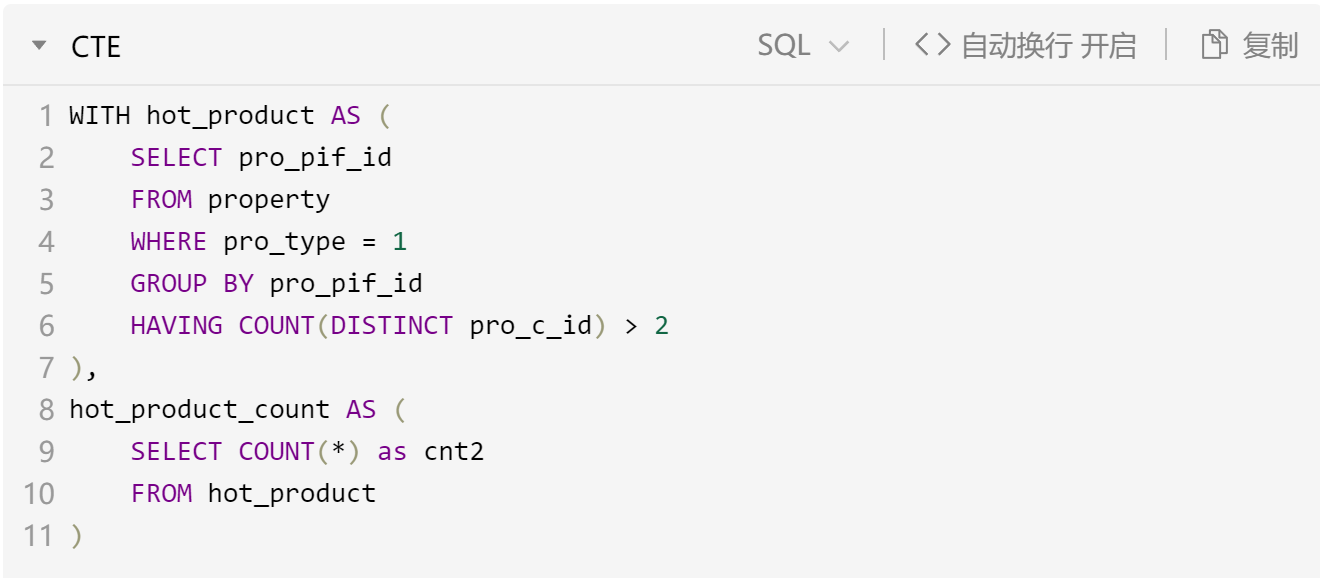 CTE SQL 自动换行 开启 复制
1 WITH hot_product AS (
2 SELECT pro_pif_id
3 FROM property
4 WHERE pro_type = 1
5 GROUP BY pro_pif_id
6 HAVING COUNT(DISTINCT pro_c_id) > 2
7 ),
8 hot_product_count AS (
9 SELECT COUNT(*) as cnt2
10 FROM hot_product
11 )